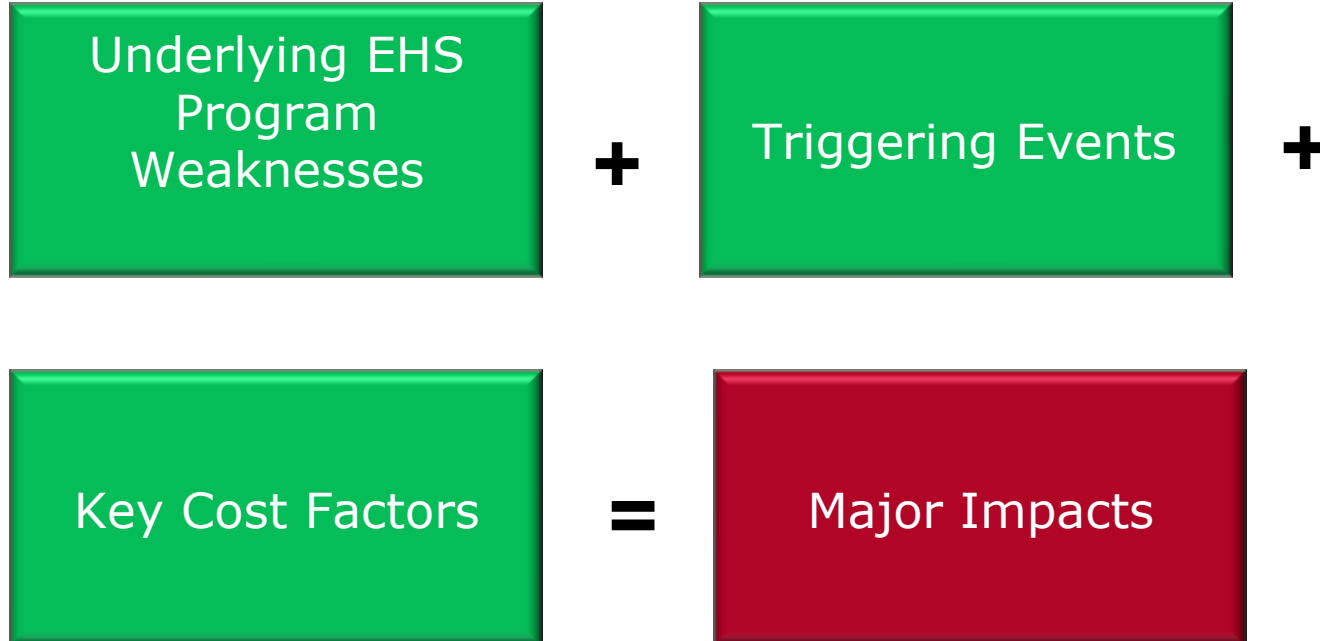 Underlying EHS
Program
Weaknesses
+
Triggering Events
+
Key Cost Factors
=
Major Impacts